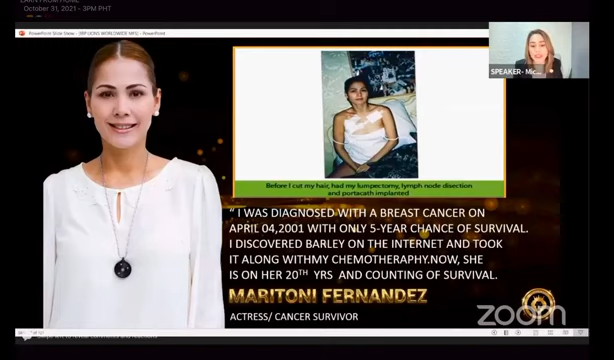 October 31, 2021 - 3PM PHT
SPEAKER- Mic...
Before I cut my hair, had my lumpectomy, lymph node disection
and portacath implanted
“ I WAS DIAGNOSED WITH A BREAST CANCER ON
APRIL 04,2001 WITH ONLY 5-YEAR CHANCE OF SURVIVAL.
I DISCOVERED BARLEY ON THE INTERNET AND TOOK
IT ALONG WITHMY CHEMOTHERAPHY.NOW, SHE
IS ON HER 20TH YRS AND COUNTING OF SURVIVAL.
MARITONI FERNANDEZ
ACTRESS/ CANCER SURVIVOR
zoom